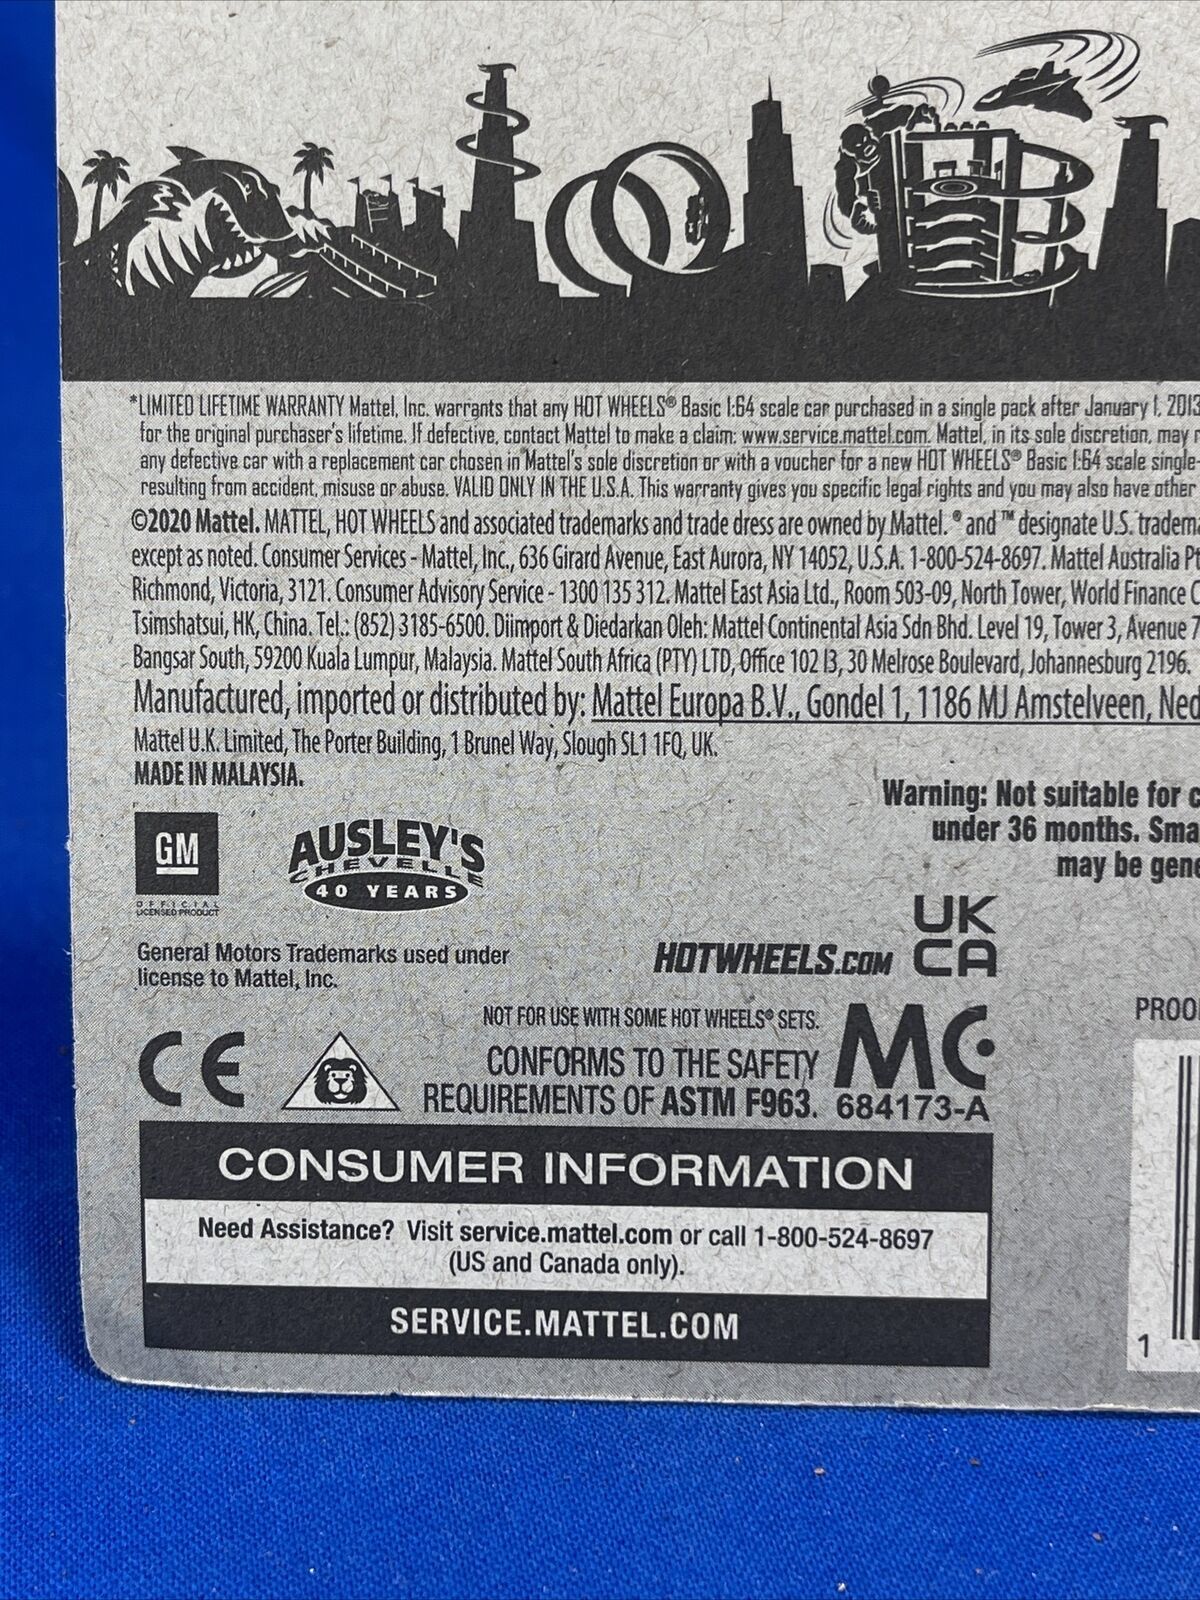 *LIMITED LIFETIME WARRANTY Mattel, Inc. warrants that any HOT WHEELS® Basic 1:64 scale car purchased in a single pack after January 1, 2013
for the original purchaser's lifetime. If defective, contact Mattel to make a claim: www.service.mattel.com. Mattel, in its sole discretion, may
any defective car with a replacement car chosen in Mattel's sole discretion or with a voucher for a new HOT WHEELS® Basic 1:64 scale single-
resulting from accident, misuse or abuse. VALID ONLY IN THE U.S.A. This warranty gives you specific legal rights and you may also have other
©2020 Mattel. MATTEL, HOT WHEELS and associated trademarks and trade dress are owned by Mattel. ® and ™ designate U.S. tradem
except as noted. Consumer Services - Mattel, Inc., 636 Girard Avenue, East Aurora, NY 14052, U.S.A. 1-800-524-8697. Mattel Australia Pt
Richmond, Victoria, 3121. Consumer Advisory Service - 1300 135 312. Mattel East Asia Ltd., Room 503-09, North Tower, World Finance C
Tsimshatsui, HK, China. Tel.: (852) 3185-6500. Diimport & Diedarkan Oleh: Mattel Continental Asia Sdn Bhd. Level 19, Tower 3, Avenue 7
Bangsar South, 59200 Kuala Lumpur, Malaysia. Mattel South Africa (PTY) LTD, Office 102 I3, 30 Melrose Boulevard, Johannesburg 2196.
Manufactured, imported or distributed by: Mattel Europa B.V., Gondel 1, 1186 MJ Amstelveen, Ned
Mattel U.K. Limited, The Porter Building, 1 Brunel Way, Slough SL1 1FQ, UK.
MADE IN MALAYSIA.
Warning: Not suitable for c
under 36 months. Sma
may be gene
GM
OFFICIAL
LICENSED PRODUCT
AUSLEY'S
CHEVELLE
40 YEARS
General Motors Trademarks used under
license to Mattel, Inc.
HOTWHEELS.COM
UK
CA
NOT FOR USE WITH SOME HOT WHEELS® SETS.
CONFORMS TO THE SAFETY
REQUIREMENTS OF ASTM F963.
CE
MC
684173-A
PROO
CONSUMER INFORMATION
Need Assistance? Visit service.mattel.com or call 1-800-524-8697
(US and Canada only).
SERVICE.MATTEL.COM
1